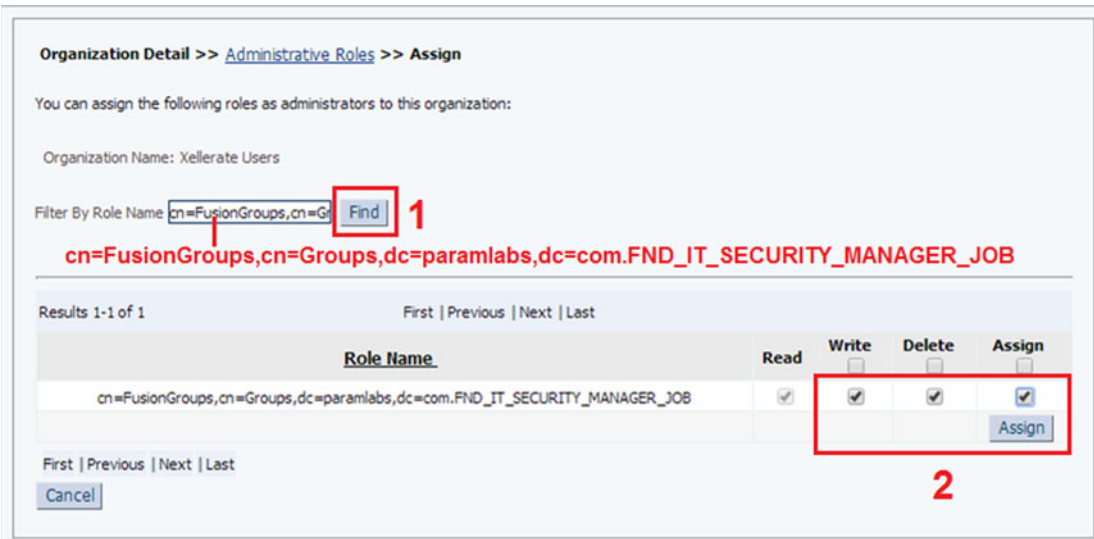 Organization Detail >> Administrative Roles >> Assign
You can assign the following roles as administrators to this organization:
Organization Name: Xellerate Users
Filter By Role Name cn=FusionGroups,cn=Gr Find 1
cn=FusionGroups,cn=Groups,dc=paramlabs,dc=com.FND_IT_SECURITY_MANAGER_JOB
Results 1-1 of 1 First | Previous | Next | Last
Role Name Read Write Delete Assign
cn=FusionGroups,cn=Groups,dc=paramlabs,dc=com.FND_IT_SECURITY_MANAGER_JOB
Assign
First | Previous | Next | Last
Cancel 2